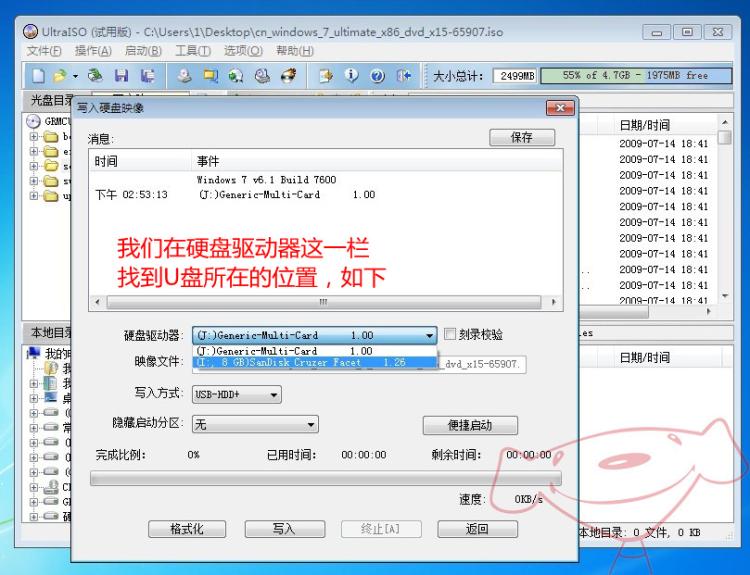 UltraISO (试用版) - C:\Users\1\Desktop\cn_windows_7_ultimate_x86_dvd_x15-65907.iso
文件(F) 操作(A) 启动(B) 工具(T) 选项(O) 帮助(H)
大小总计： 2499MB 55% of 4.7GB - 1975MB free
光盘目录
写入硬盘映像
日期/时间
消息:
保存
时间 事件
Windows 7 v6.1 Build 7600
下午 02:53:13 (J:)Generic-Multi-Card 1.00
2009-07-14 18:41
2009-07-14 18:41
2009-07-14 18:41
2009-07-14 18:41
2009-07-14 18:41
2009-07-14 18:41
2009-07-14 18:41
2009-07-14 18:41
2009-07-14 18:41
2009-07-14 18:41
2009-07-14 18:41
我们在硬盘驱动器这一栏
找到U盘所在的位置，如下
本地目录
硬盘驱动器: (J:)Generic-Multi-Card 1.00 刻录校验
(J:)Generic-Multi-Card 1.00
(I:, 8 GB)SanDisk Cruzer Facet 1.26
映像文件: _dvd_x15-65907.
日期/时间
写入方式: USB-HDD+
隐藏启动分区: 无 便捷启动
完成比例: 0% 已用时间: 00:00:00 剩余时间: 00:00:00
速度: 0KB/s
格式化 写入 终止[A] 返回
本地目录: 0 文件, 0 KB